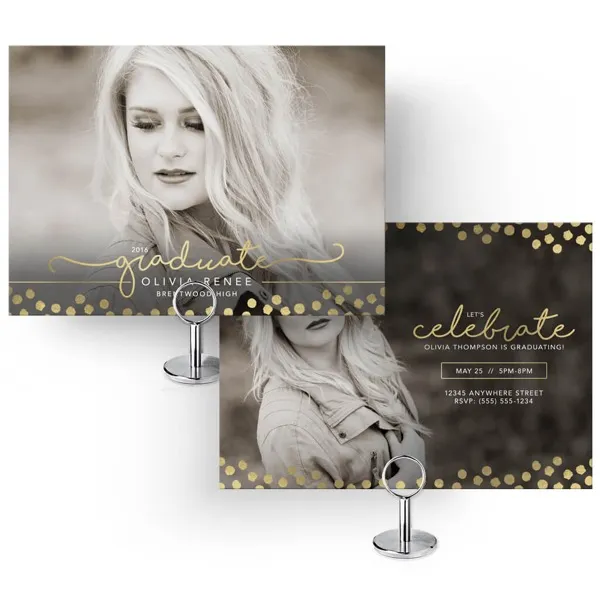 2016
graduate
OLIVIA RENEE
BRENTWOOD HIGH
LET'S
celebrate
OLIVIA THOMPSON IS GRADUATING!
MAY 25 // 5PM-8PM
12345 ANYWHERE STREET
RSVP: (555) 555-1234